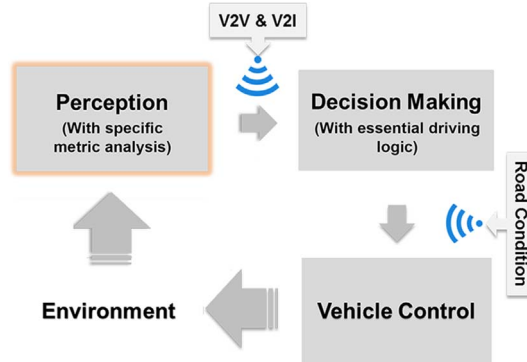 V2V & V2I
Perception
(With specific
metric analysis)
Decision Making
(With essential driving
logic)
Road Condition
Environment
Vehicle Control